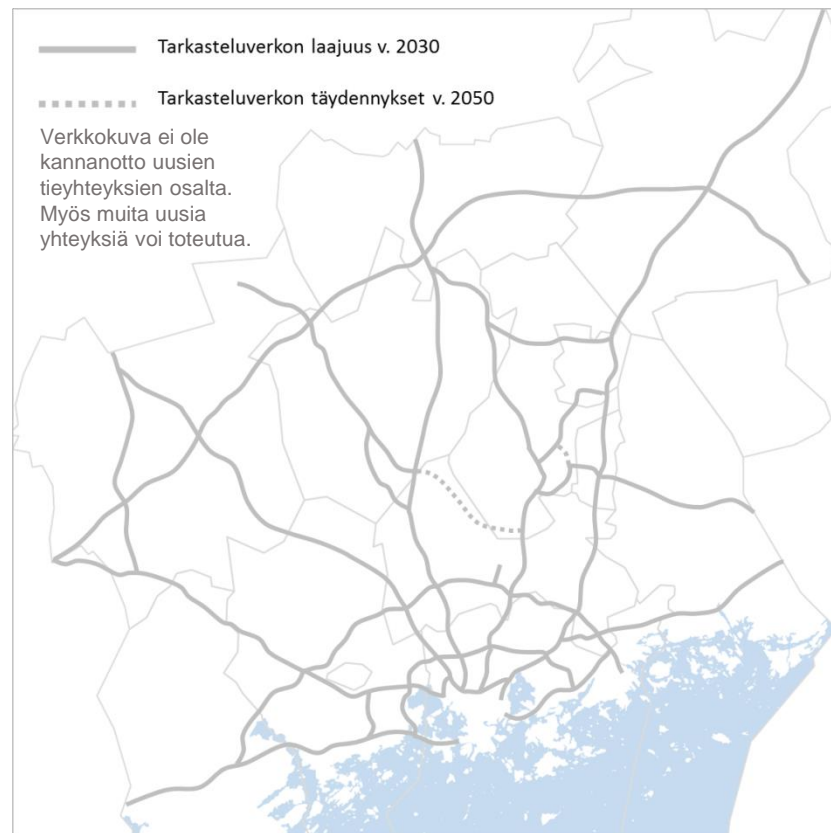 Tarkasteluverkon laajuus v. 2030
Tarkasteluverkon täydennykset v. 2050
Verkkokuva ei ole
kannanotto uusien
tieyhteyksien osalta.
Myös muita uusia
yhteyksiä voi toteutua.